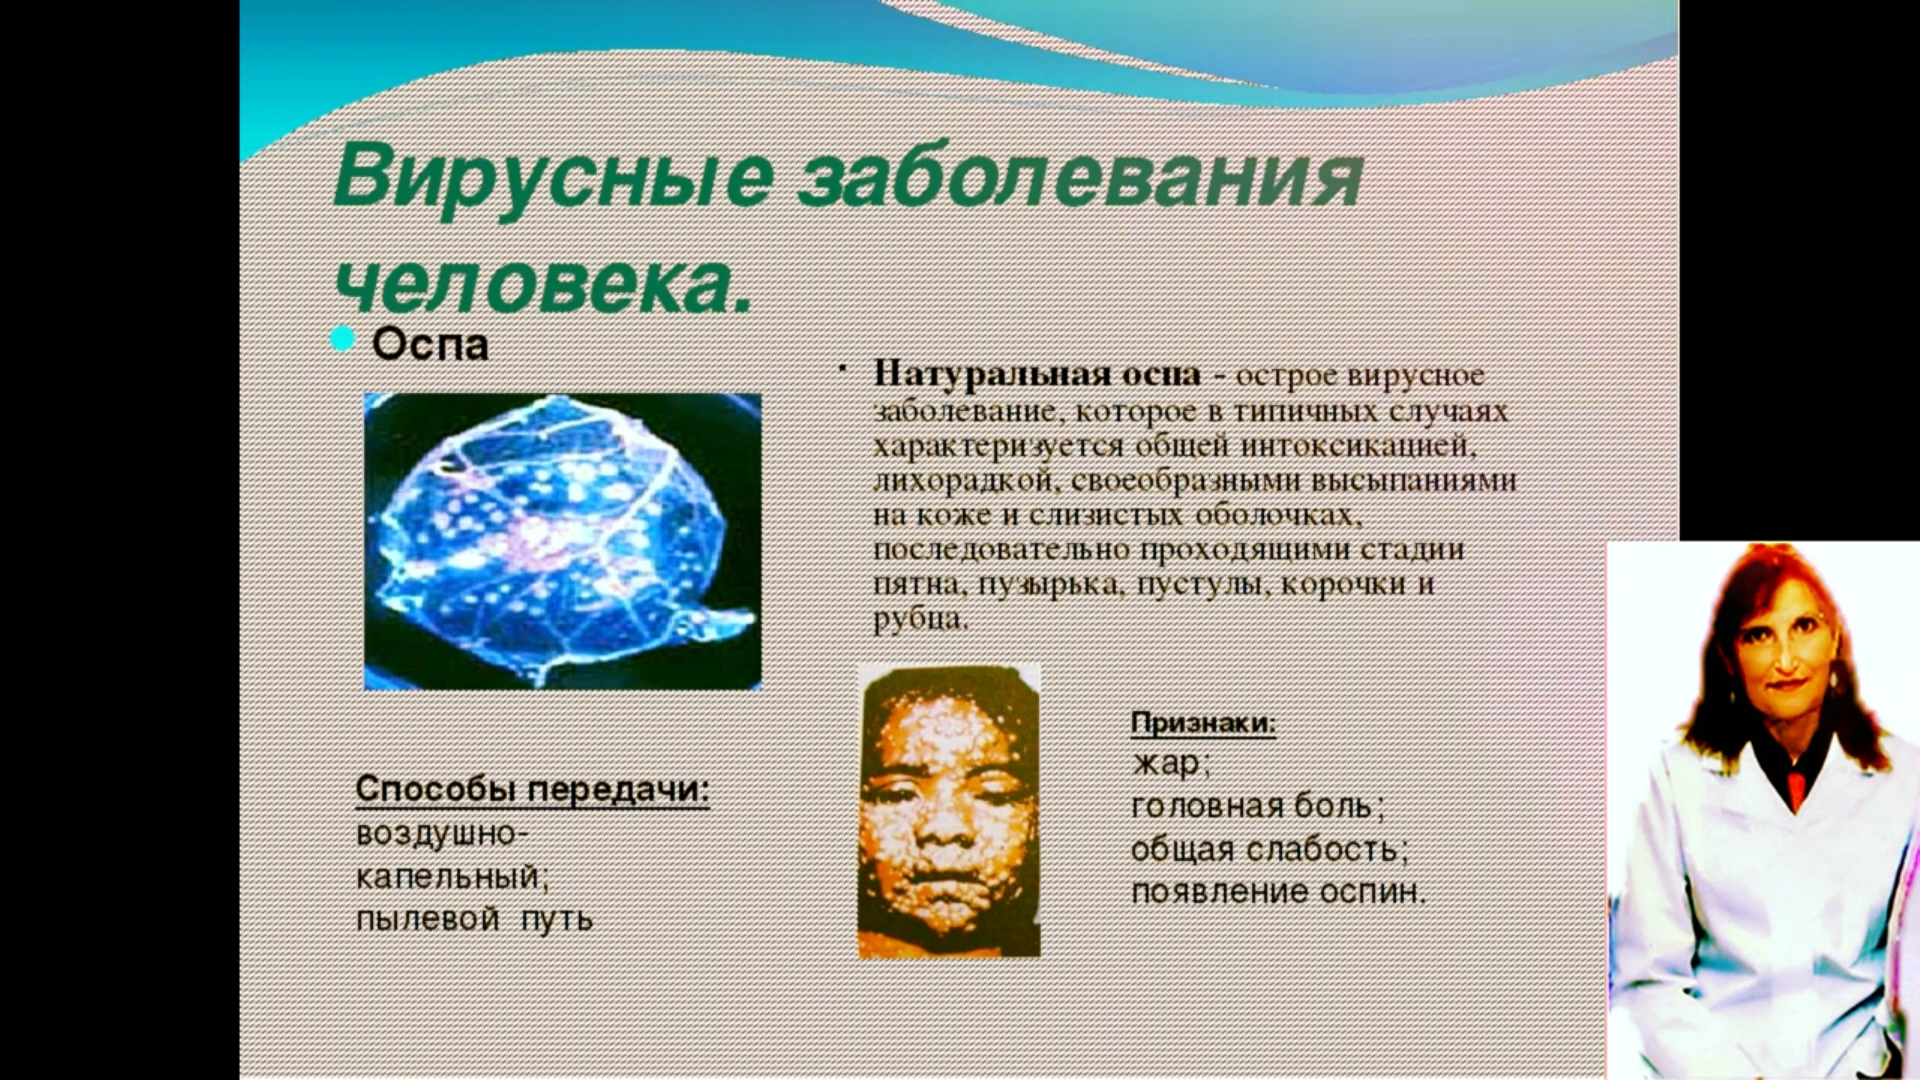 Вирусные заболевания
человека.
Оспа
Натуральная оспа - острое вирусное
заболевание, которое в типичных случаях
характеризуется общей интоксикацией,
лихорадкой, своеобразными высыпаниями
на коже и слизистых оболочках,
последовательно проходящими стадии
пятна, пузырька, пустулы, корочки и
рубца.
Способы передачи:
воздушно-
капельный;
пылевой путь
Признаки:
жар;
головная боль;
общая слабость;
появление оспин.